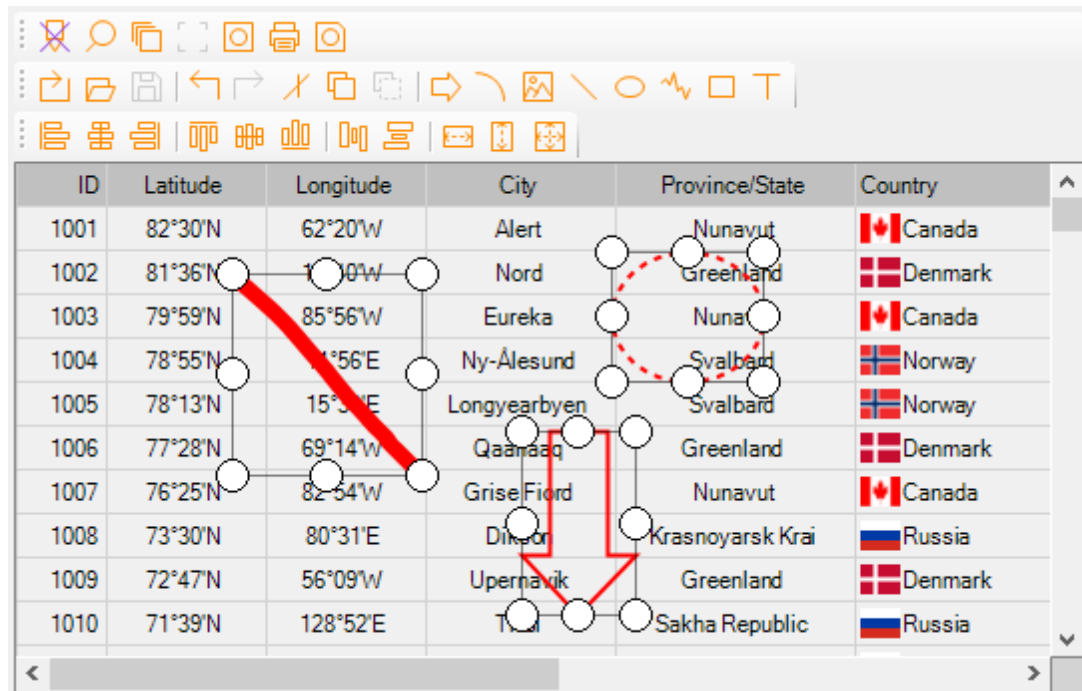 ID Latitude Longitude City Province/State Country
1001 82°30'N 62°20'W Alert Nunavut Canada
1002 81°36'N Nord Greenland Denmark
1003 79°59'N 85°56'W Eureka Canada
1004 78°55'N Ny-Ålesund Svalbard Norway
1005 78°13'N Longyearbyen Svalbard Norway
1006 77°28'N 69°14'W Qaanaaq Greenland Denmark
1007 76°25'N 82°54'W Grise Fiord Nunavut Canada
1008 73°30'N 80°31'E Krasnoyarsk Krai Russia
1009 72°47'N 56°09'W Upernavik Greenland Denmark
1010 71°39'N 128°52'E Sakha Republic Russia